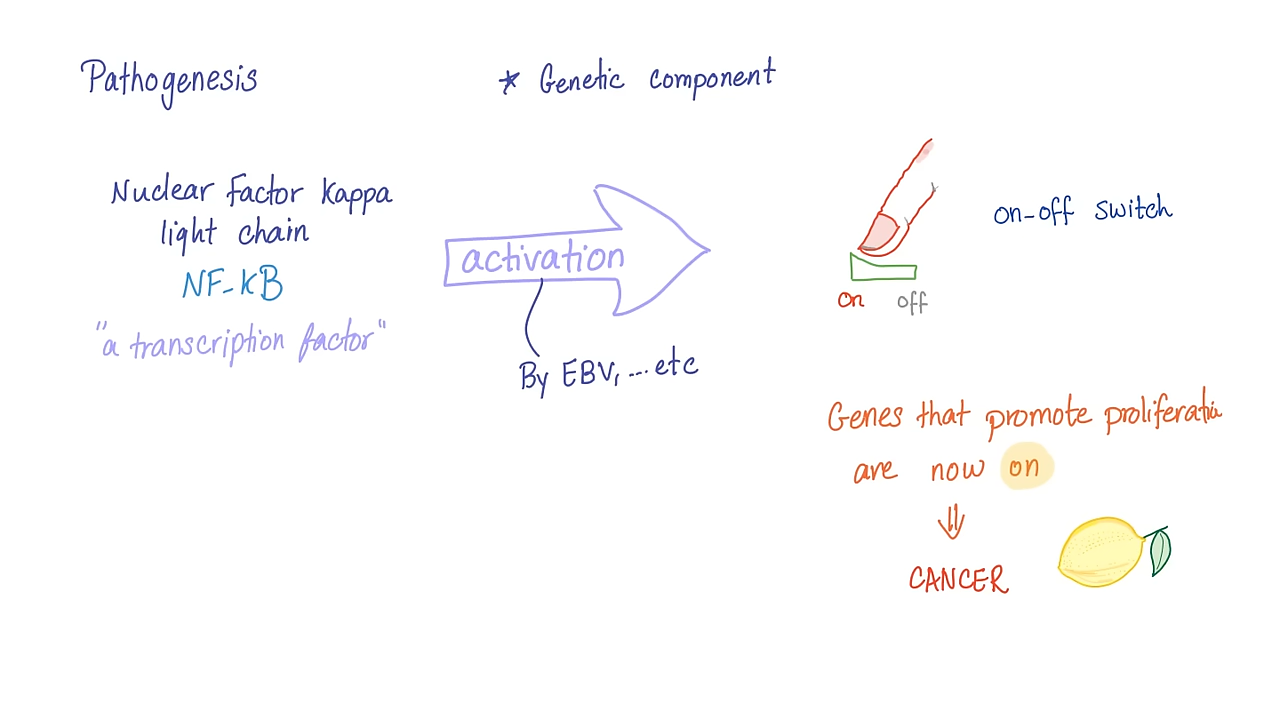 Pathogenesis
* Genetic component
Nuclear Factor Kappa
light chain
NF-KB
"a transcription factor"
activation
By EBV, ... etc
on-off switch
on off
Genes that promote proliferatio
are now on
CANCER